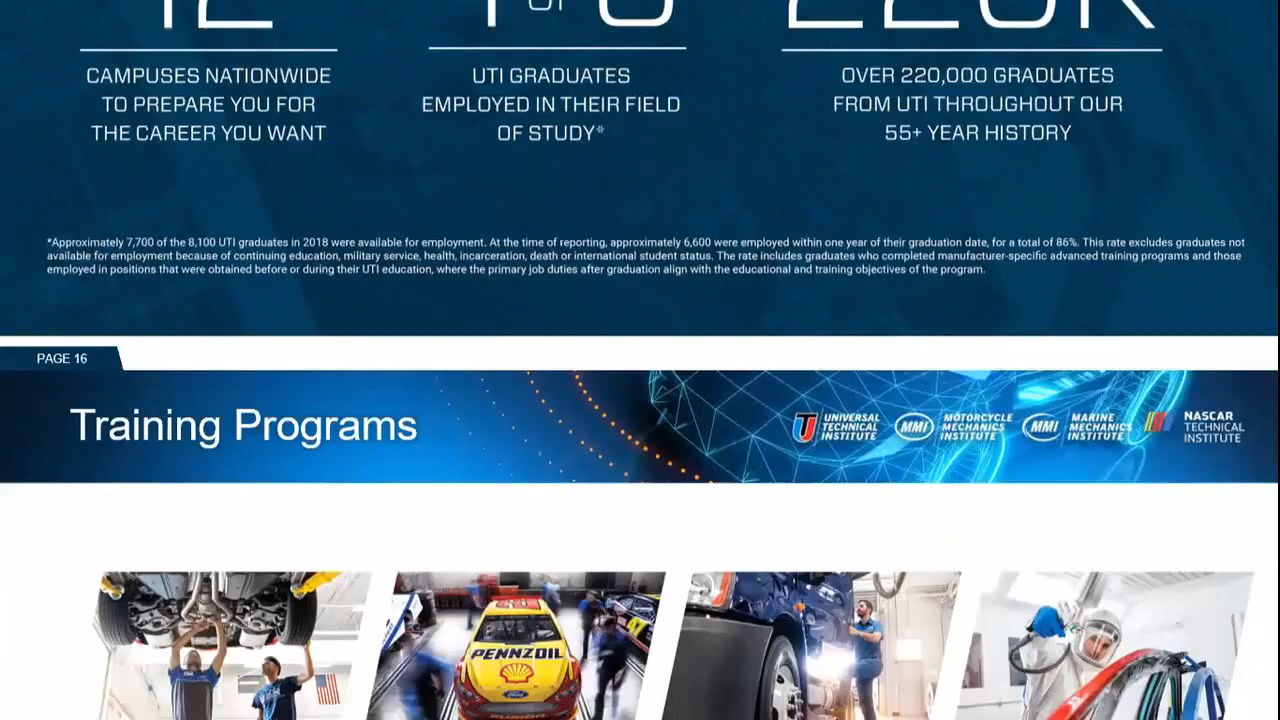 CAMPUSES NATIONWIDE
TO PREPARE YOU FOR
THE CAREER YOU WANT
OF
UTI GRADUATES
EMPLOYED IN THEIR FIELD
OF STUDY*
OVER 220,000 GRADUATES
FROM UTI THROUGHOUT OUR
55+ YEAR HISTORY
*Approximately 7,700 of the 8,100 UTI graduates in 2018 were available for employment. At the time of reporting, approximately 6,600 were employed within one year of their graduation date, for a total of 86%. This rate excludes graduates not
available for employment because of continuing education, military service, health, incarceration, death or international student status. The rate includes graduates who completed manufacturer-specific advanced training programs and those
employed in positions that were obtained before or during their UTI education, where the primary job duties after graduation align with the educational and training objectives of the program.
PAGE 16
Training Programs
UNIVERSAL
TECHNICAL
INSTITUTE
MMI
MOTORCYCLE
MECHANICS
INSTITUTE
MMI
MARINE
MECHANICS
INSTITUTE
NASCAR
TECHNICAL
INSTITUTE
PENNZOIL
Ford